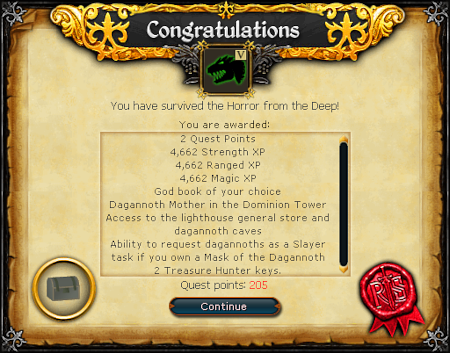 Congratulations
V
You have survived the Horror from the Deep!
You are awarded:
2 Quest Points
4,662 Strength XP
4,662 Ranged XP
4,662 Magic XP
God book of your choice
Dagannoth Mother in the Dominion Tower
Access to the lighthouse general store and
dagannoth caves
Ability to request dagannoths as a Slayer
task if you own a Mask of the Dagannoth
2 Treasure Hunter keys.
Quest points: 205
Continue
RS